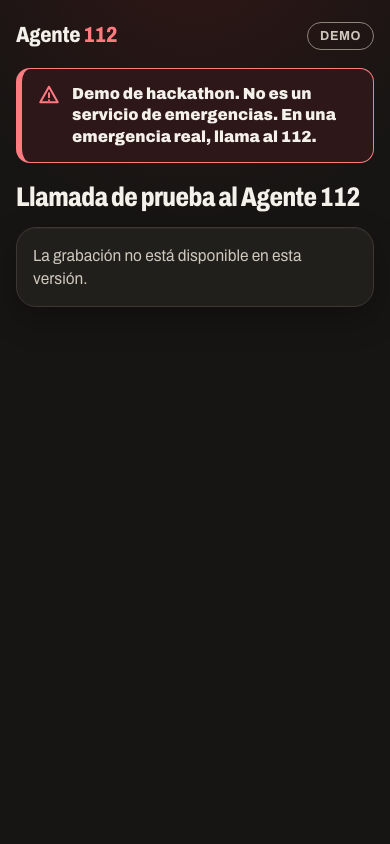 Agente 112
DEMO
Demo de hackathon. No es un
servicio de emergencias. En una
emergencia real, llama al 112.
Llamada de prueba al Agente 112
La grabación no está disponible en esta
versión.